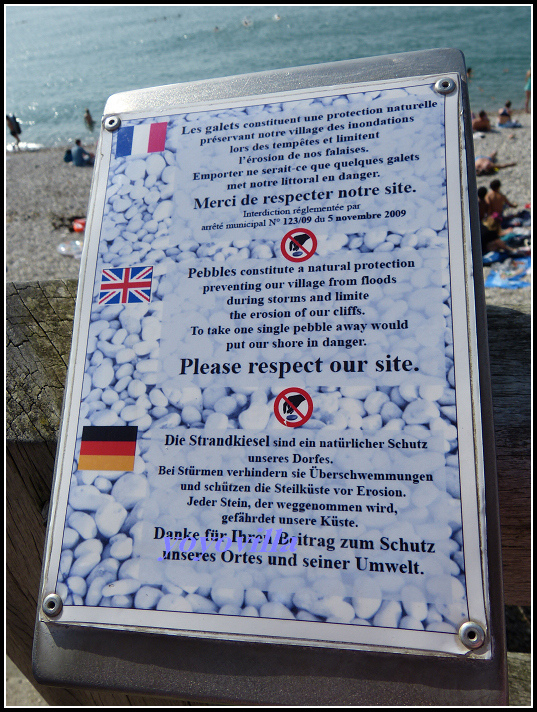 Les galets constituent une protection naturelle
préservant notre village des inondations
lors des tempêtes et limitent
l'érosion de nos falaises.
Emporter ne serait-ce que quelques galets
met notre littoral en danger.
Merci de respecter notre site.
Interdiction réglementée par
arrêté municipal N° 123/09 du 5 novembre 2009
Pebbles constitute a natural protection
preventing our village from floods
during storms and limite
the erosion of our cliffs.
To take one single pebble away would
put our shore in danger.
Please respect our site.
Die Strandkiesel sind ein natürlicher Schutz
unseres Dorfes.
Bei Stürmen verhindern sie Überschwemmungen
und schützen die Steilküste vor Erosion.
Jeder Stein, der weggenommen wird,
gefährdet unsere Küste.
Danke für Ihren Beitrag zum Schutz
unseres Ortes und seiner Umwelt.
yoyovilla